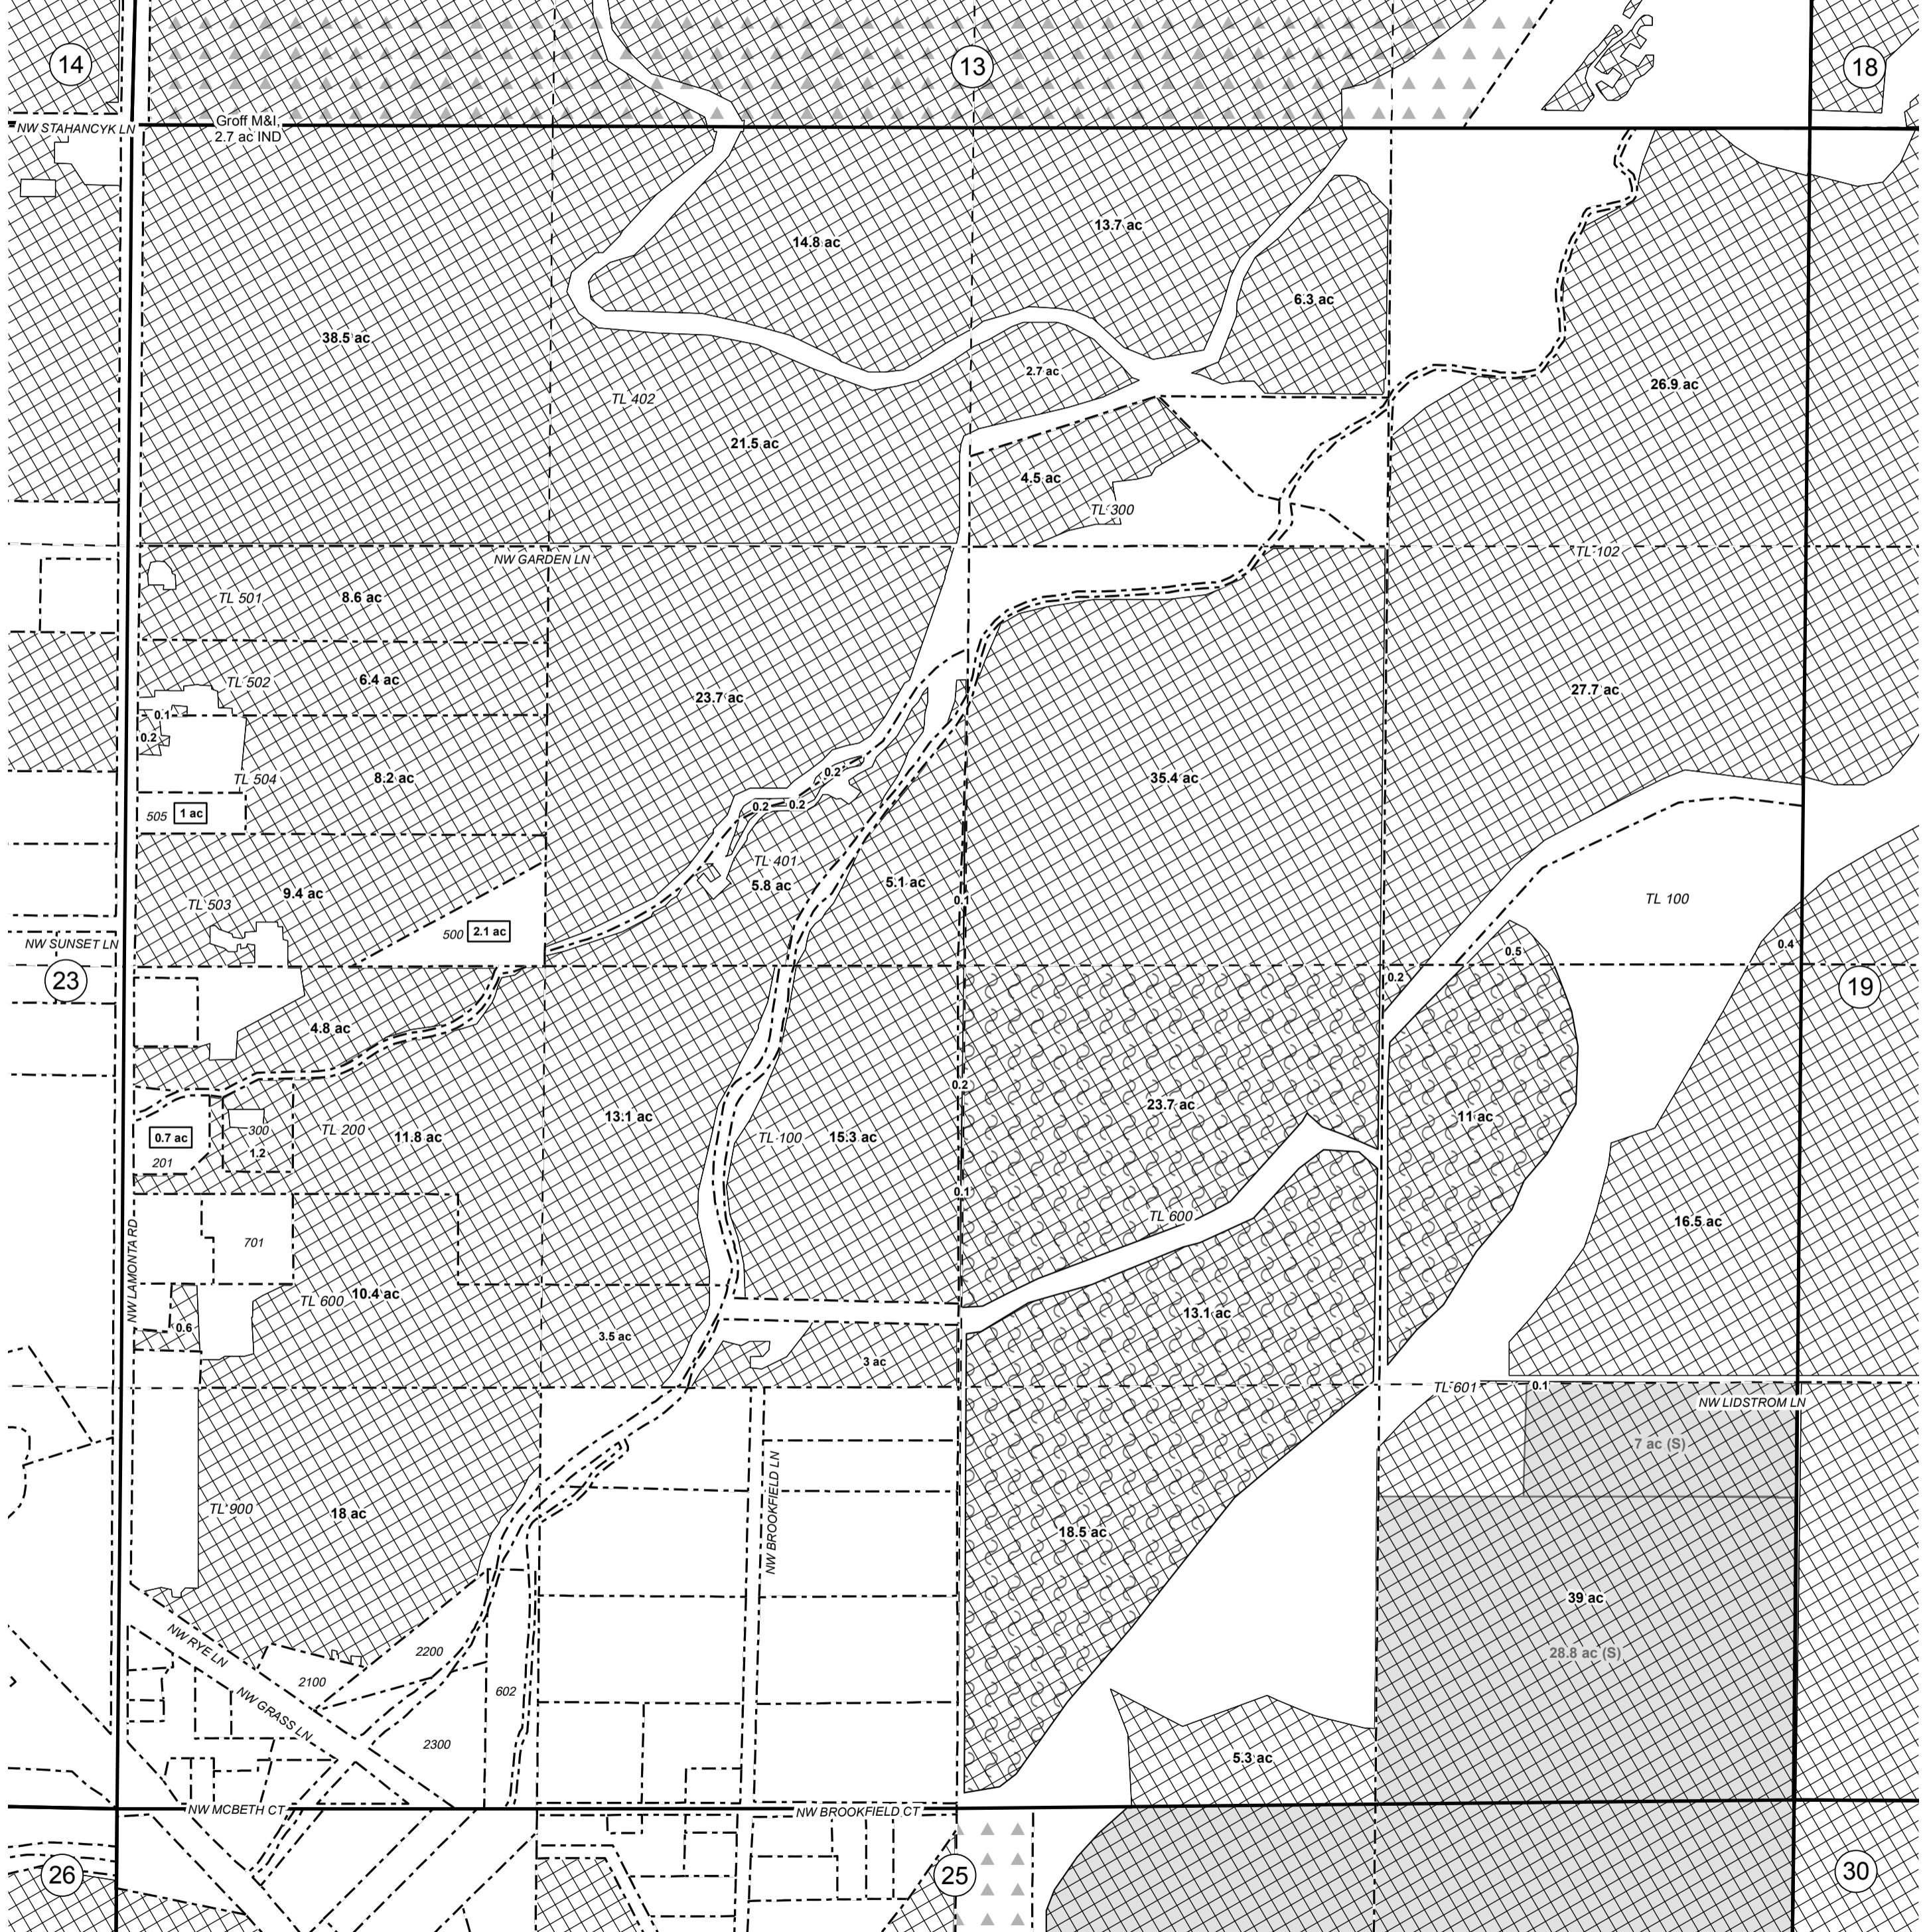 14
13
18
NW STAHANCYK LN
Groff M&I,
2.7 ac IND
14.8 ac
13.7 ac
6.3 ac
38.5 ac
2.7 ac
26.9 ac
TL 402
21.5 ac
4.5 ac
TL 300
NW GARDEN LN
TL 102
TL 501
8.6 ac
TL 502
6.4 ac
23.7 ac
27.7 ac
0.1
0.2
TL 504
8.2 ac
0.2
35.4 ac
505
1 ac
0.2
0.2
TL 401
5.8 ac
5.1 ac
0.1
TL 503
9.4 ac
TL 100
500
2.1 ac
NW SUNSET LN
0.5
0.4
23
0.2
19
4.8 ac
0.2
23.7 ac
11 ac
13.1 ac
0.7 ac
201
300
1.2
TL 200
11.8 ac
TL 100
15.3 ac
0.1
TL 600
16.5 ac
NW LAMONTA RD
701
TL 600
10.4 ac
13.1 ac
0.6
3.5 ac
3 ac
TL 601
0.1
NW LIDSTROM LN
7 ac (S)
TL 900
18 ac
NW BROOKFIELD LN
18.5 ac
39 ac
28.8 ac (S)
NW RYE LN
2200
2100
602
NW GRASS LN
2300
5.3 ac
NW MCBETH CT
NW BROOKFIELD CT
26
25
30